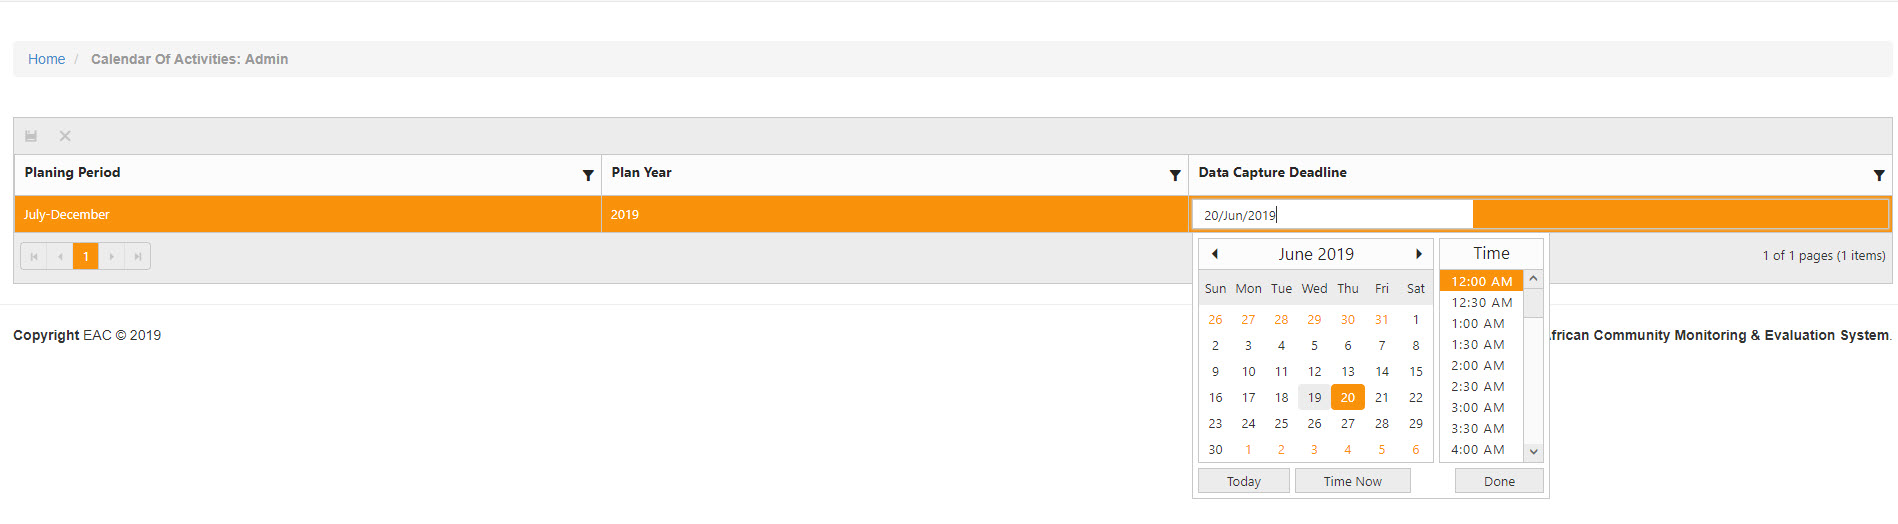 Home / Calendar Of Activities: Admin
Planing Period Plan Year Data Capture Deadline
July-December 2019 20/Jun/2019
1 1 of 1 pages (1 items)
June 2019 Time
Sun Mon Tue Wed Thu Fri Sat
26 27 28 29 30 31 1
2 3 4 5 6 7 8
9 10 11 12 13 14 15
16 17 18 19 20 21 22
23 24 25 26 27 28 29
30 1 2 3 4 5 6
12:00 AM
12:30 AM
1:00 AM
1:30 AM
2:00 AM
2:30 AM
3:00 AM
3:30 AM
4:00 AM
Today Time Now Done
Copyright EAC © 2019 frican Community Monitoring & Evaluation System.